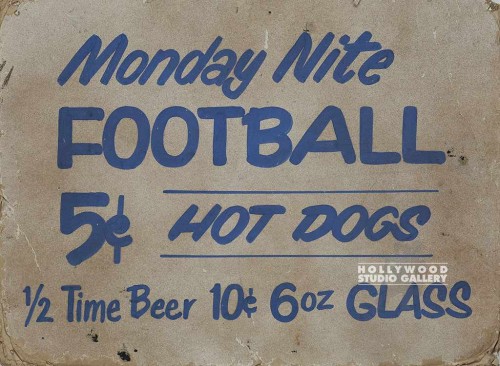 Monday Nite
FOOTBALL
5¢ HOT DOGS
HOLLYWOOD
STUDIO GALLERY
½ Time Beer 10¢ 6oz GLASS